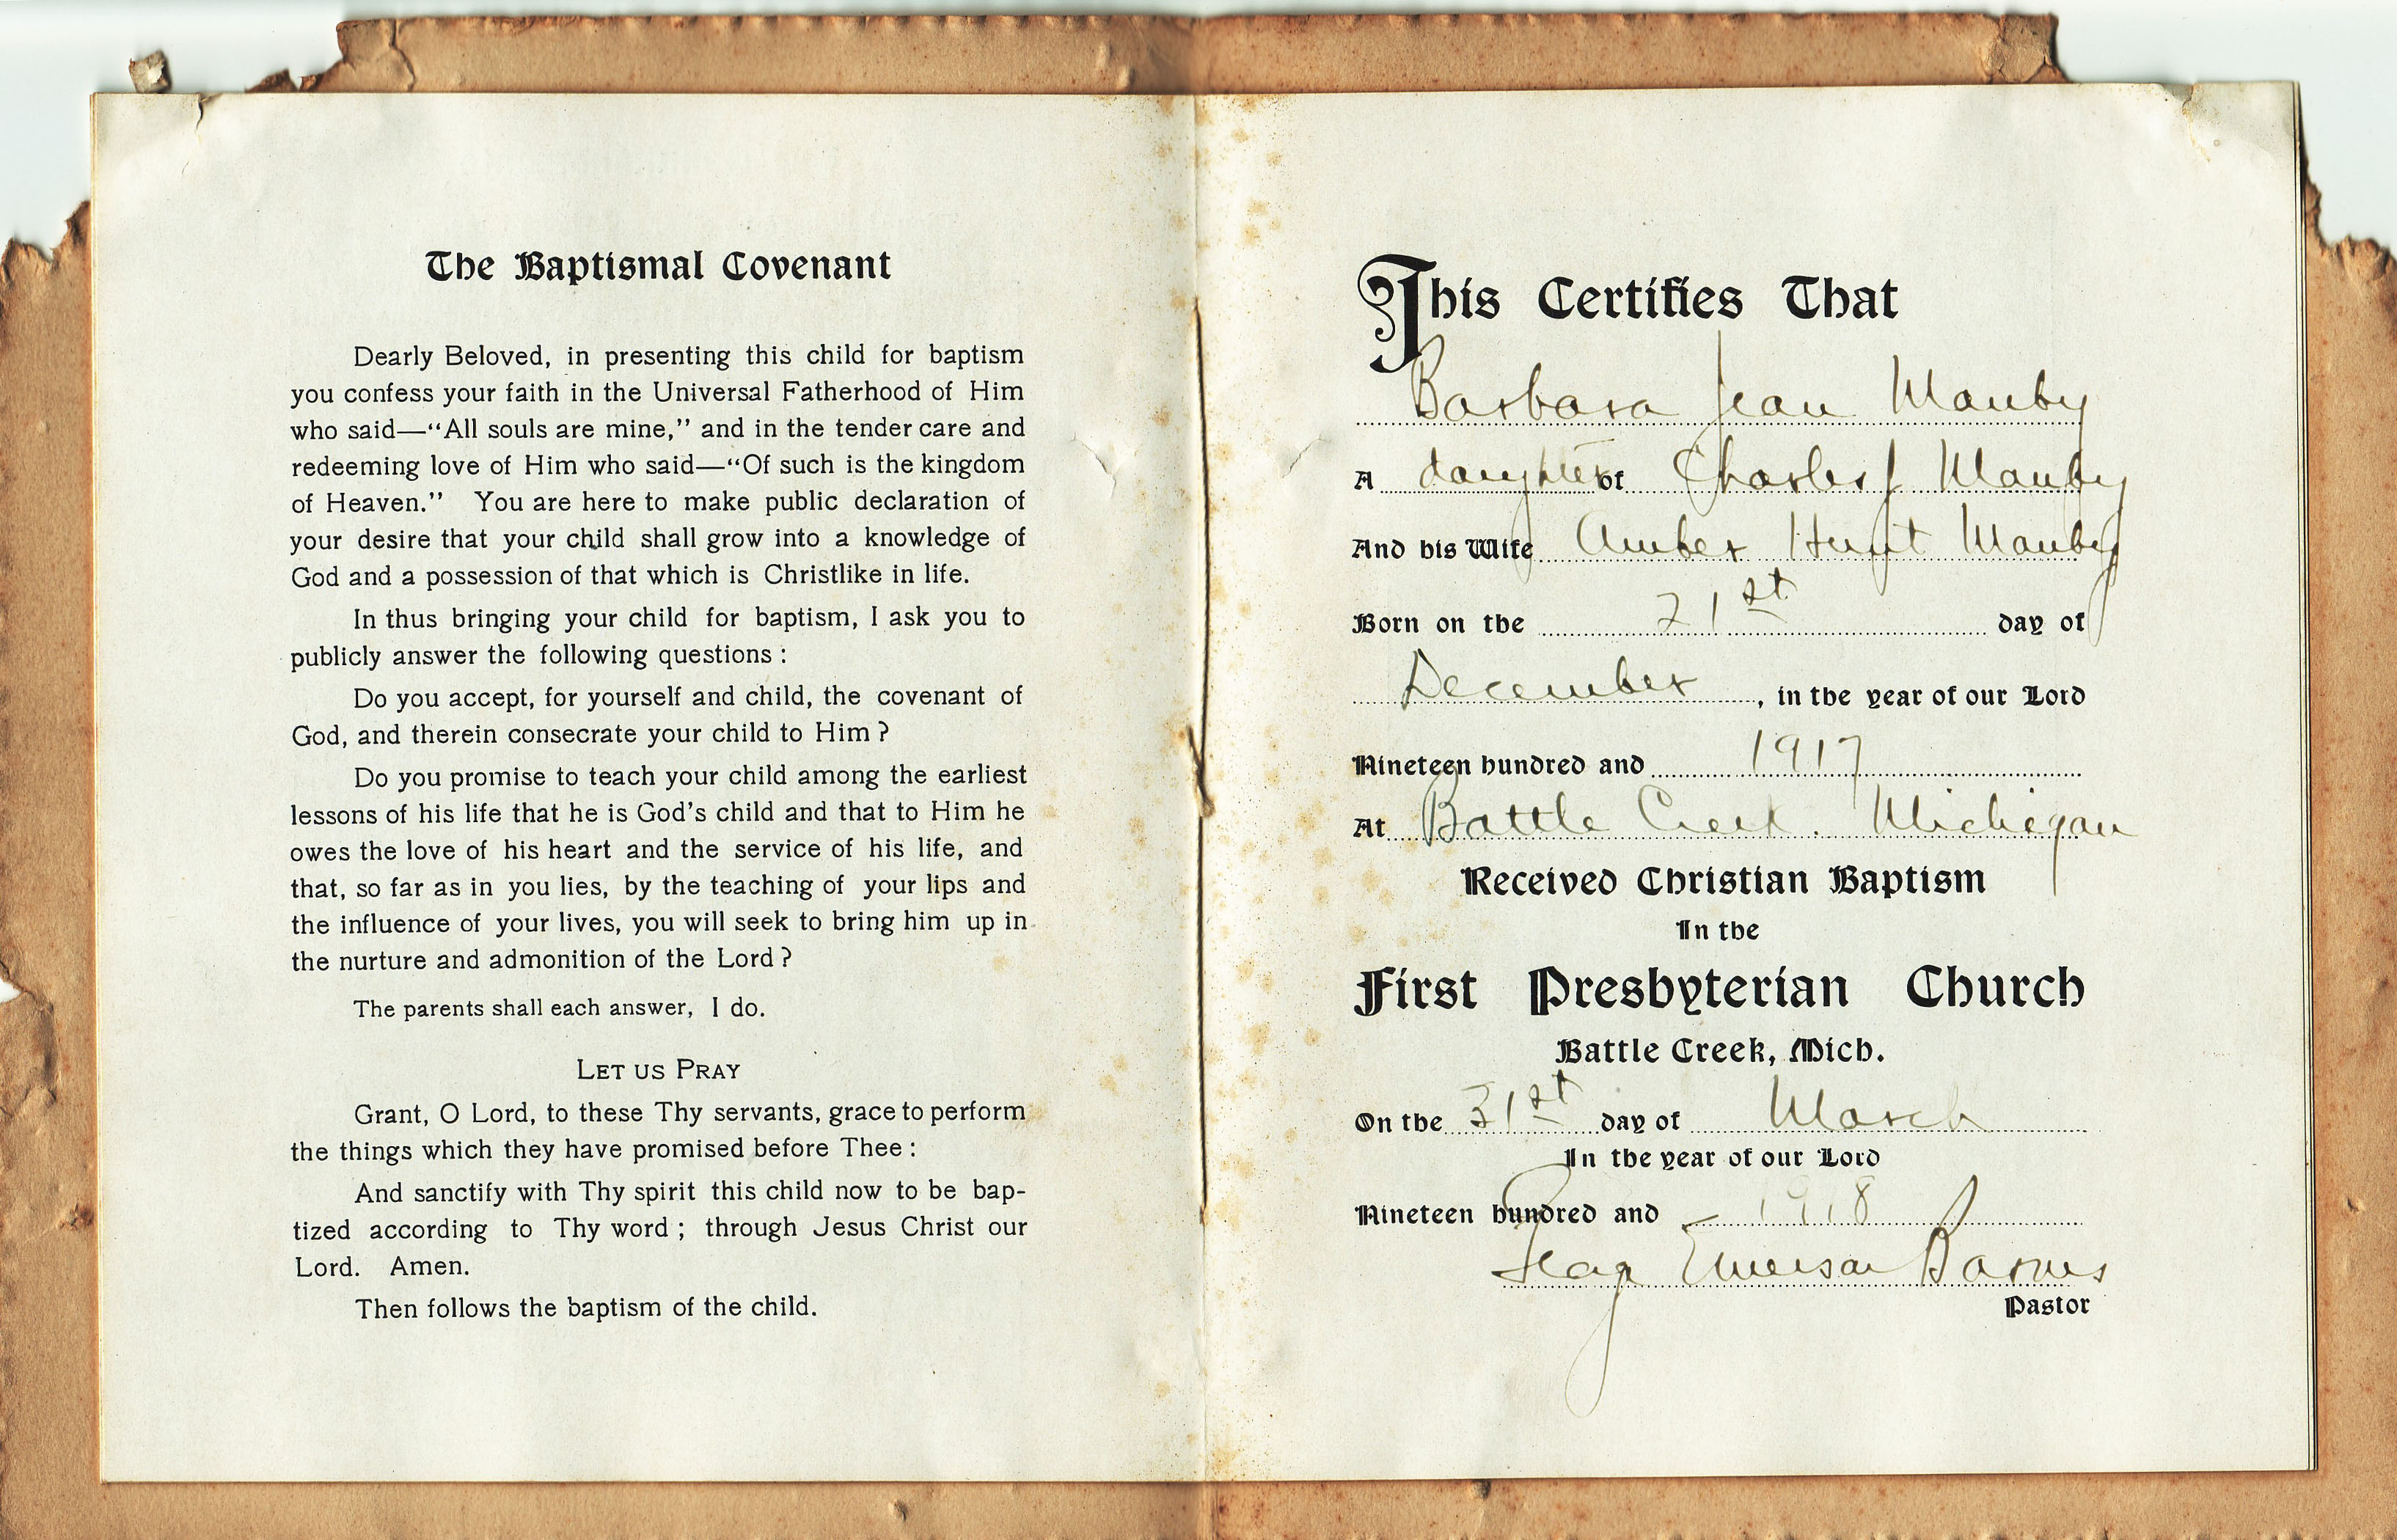 The Baptismal Covenant
Dearly Beloved, in presenting this child for baptism
you confess your faith in the Universal Fatherhood of Him
who said—“All souls are mine,” and in the tender care and
redeeming love of Him who said—“Of such is the kingdom
of Heaven.” You are here to make public declaration of
your desire that your child shall grow into a knowledge of
God and a possession of that which is Christlike in life.
In thus bringing your child for baptism, I ask you to
publicly answer the following questions :
Do you accept, for yourself and child, the covenant of
God, and therein consecrate your child to Him ?
Do you promise to teach your child among the earliest
lessons of his life that he is God’s child and that to Him he
owes the love of his heart and the service of his life, and
that, so far as in you lies, by the teaching of your lips and
the influence of your lives, you will seek to bring him up in
the nurture and admonition of the Lord ?
The parents shall each answer, I do.
LET US PRAY
Grant, O Lord, to these Thy servants, grace to perform
the things which they have promised before Thee :
And sanctify with Thy spirit this child now to be bap-
tized according to Thy word ; through Jesus Christ our
Lord. Amen.
Then follows the baptism of the child.
This Certifies That
Barbara Jean Manby
A daughter of Charles J Manby
And his Wife Amber Hunt Manby
Born on the 21st day of
December, in the year of our Lord
Nineteen hundred and 1917
At Battle Creek. Michigan
Received Christian Baptism
In the
First Presbyterian Church
Battle Creek, Mich.
On the 31st day of March
In the year of our Lord
Nineteen hundred and 1918
Emerson Barnes
Pastor